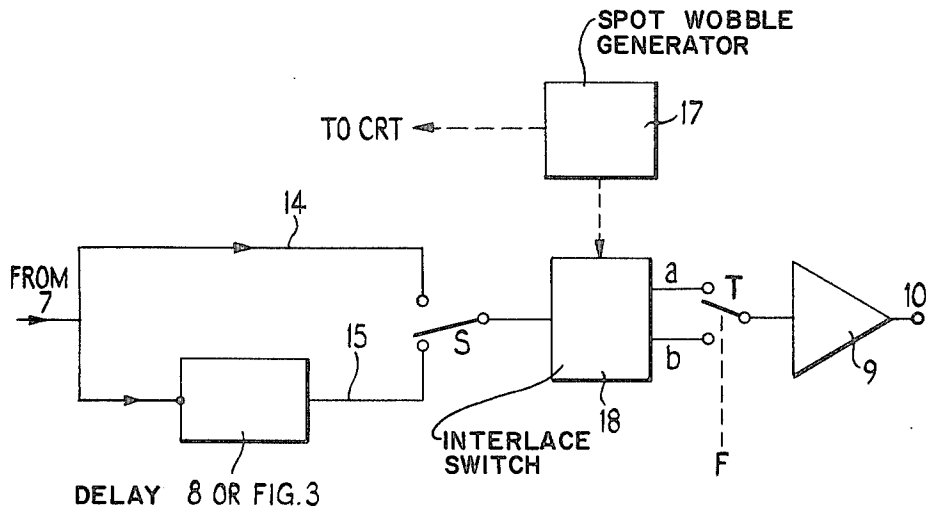 SPOT WOBBLE
GENERATOR
TO CRT
17
14
FROM
7
a
T
10
S
15
b
9
18
INTERLACE
SWITCH
F
DELAY 8 OR FIG.3